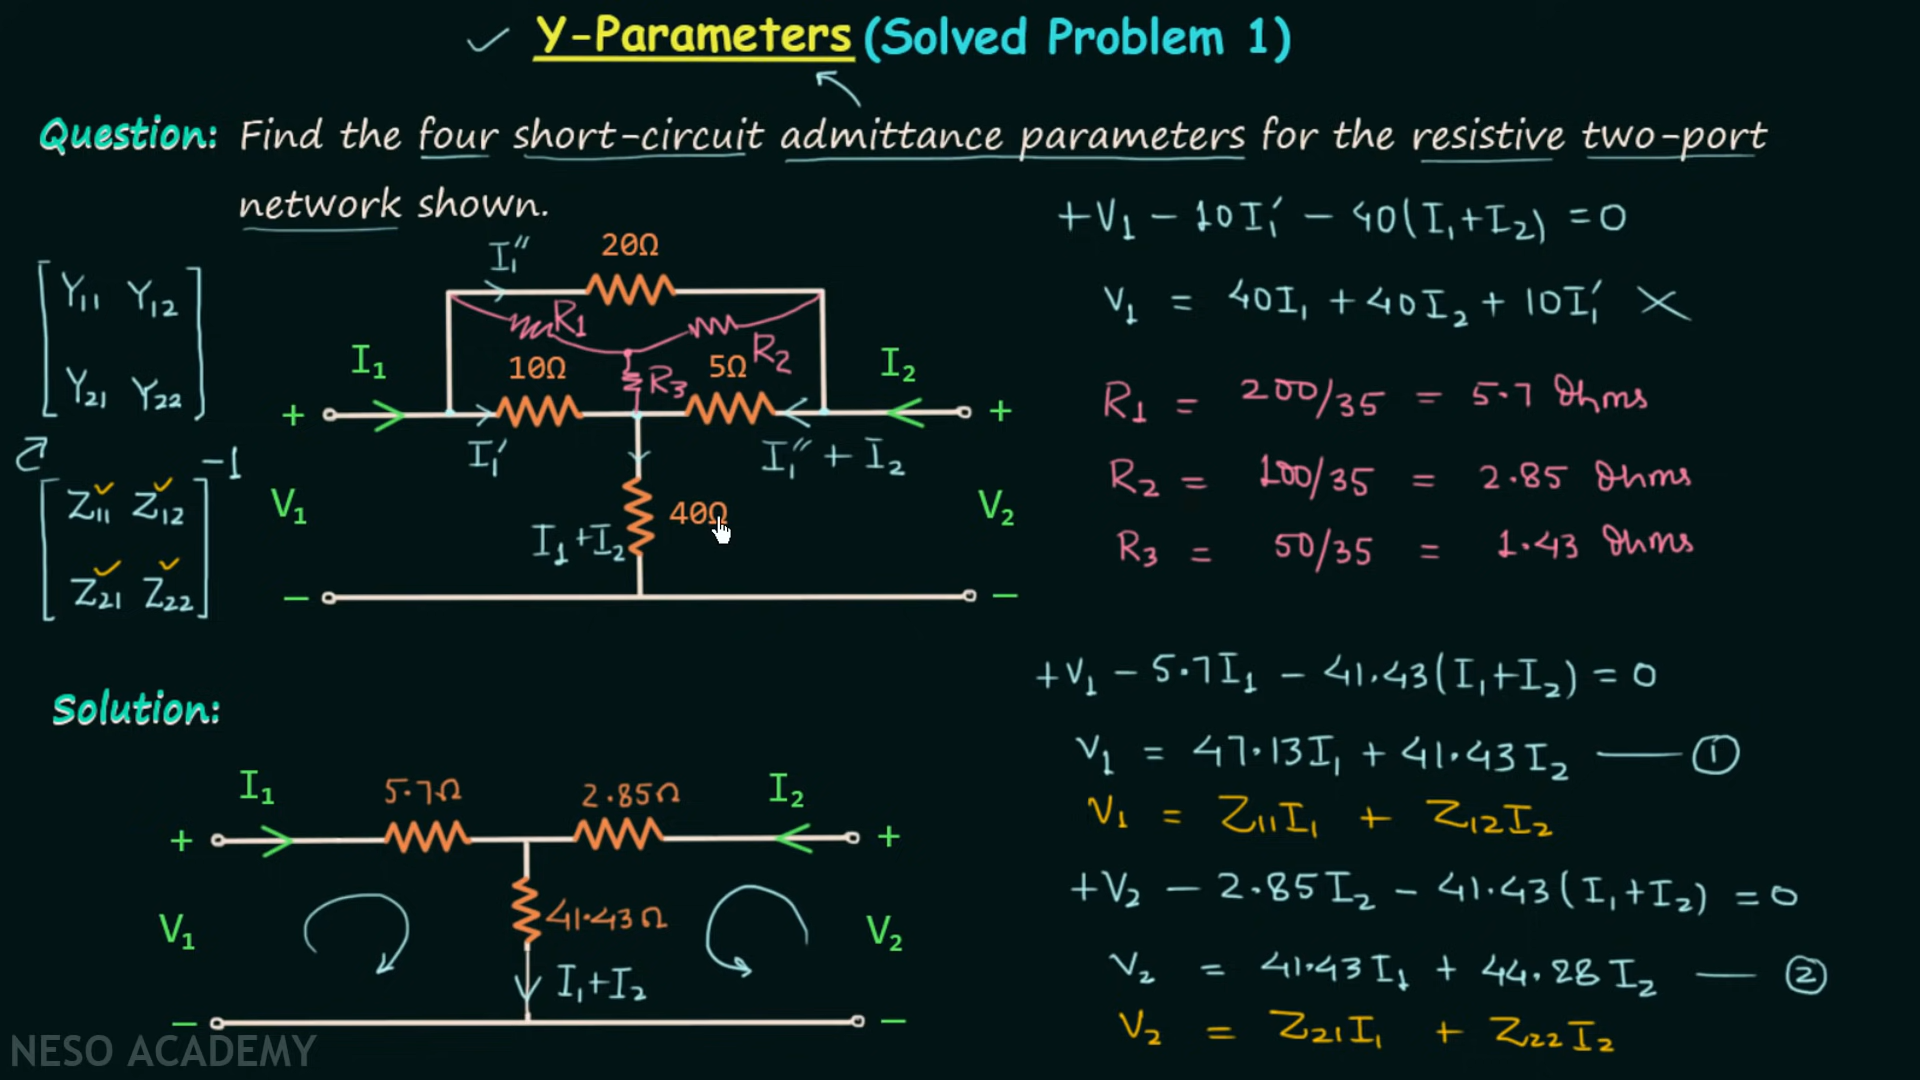 Y-Parameters (Solved Problem 1)
Question: Find the four short-circuit admittance parameters for the resistive two-port
network shown.
+V₁ − 10I₁′ − 40(I₁+I₂) = 0
V₁ = 40I₁ + 40I₂ + 10I₁′ ×
R₁ = 200/35 = 5.7 Ohms
R₂ = 100/35 = 2.85 Ohms
R₃ = 50/35 = 1.43 Ohms
Y₁₁ Y₁₂
Y₂₁ Y₂₂
Z₁₁ Z₁₂ −1
Z₂₁ Z₂₂
I₁″ 20Ω
R₁ R₂
I₁ 10Ω R₃ 5Ω I₂
+ +
I₁′ I₁″ + I₂
V₁ 40Ω V₂
I₁+I₂
− −
Solution:
I₁ 5.7Ω 2.85Ω I₂
+ +
V₁ 41.43Ω V₂
I₁+I₂
− −
+V₁ − 5.7I₁ − 41.43(I₁+I₂) = 0
V₁ = 47.13I₁ + 41.43I₂ — ①
V₁ = Z₁₁I₁ + Z₁₂I₂
+V₂ − 2.85I₂ − 41.43(I₁+I₂) = 0
V₂ = 41.43I₁ + 44.28I₂ — ②
V₂ = Z₂₁I₁ + Z₂₂I₂
NESO ACADEMY